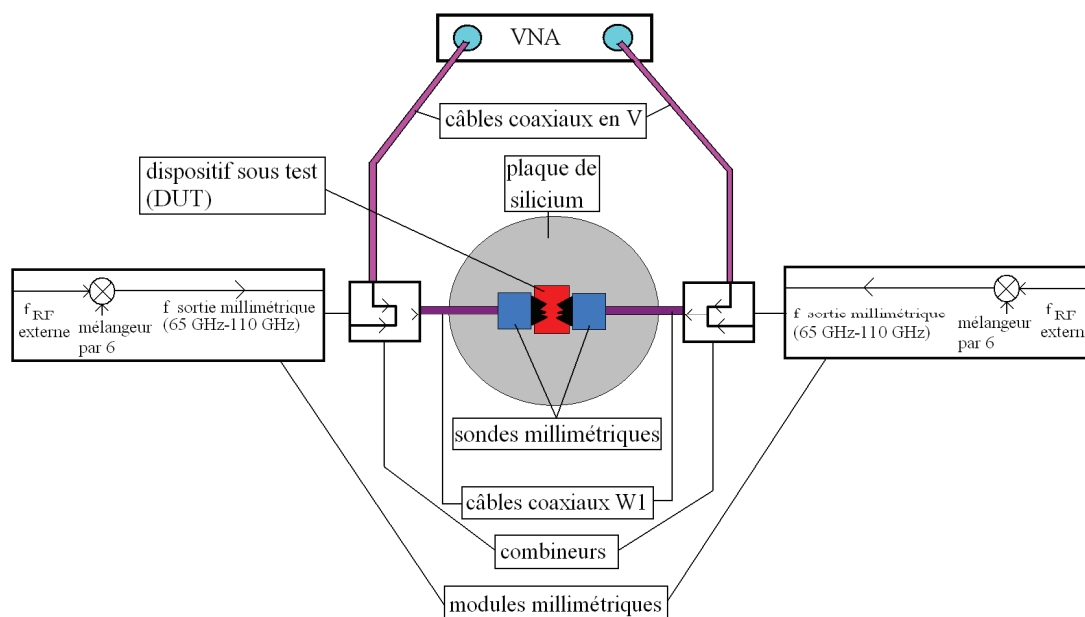 VNA
câbles coaxiaux en V
dispositif sous test
(DUT)
plaque de
silicium
f RF
externe
mélangeur
par 6
f sortie millimétrique
(65 GHz-110 GHz)
f sortie millimétrique
(65 GHz-110 GHz)
mélangeur
par 6
f RF
externe
sondes millimétriques
câbles coaxiaux W1
combineurs
modules millimétriques